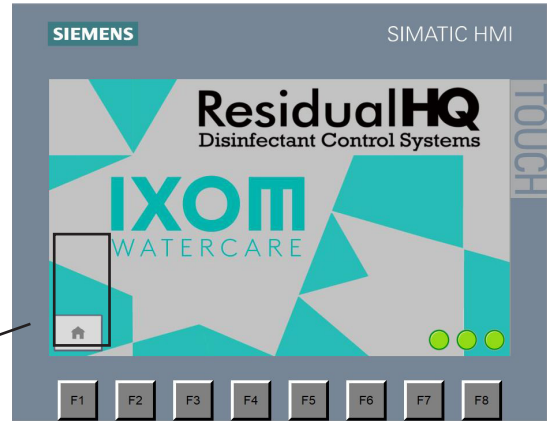 SIEMENS
SIMATIC HMI
TOUCH
ResidualHQ
Disinfectant Control Systems
IXOM
WATERCARE
F1 F2 F3 F4 F5 F6 F7 F8